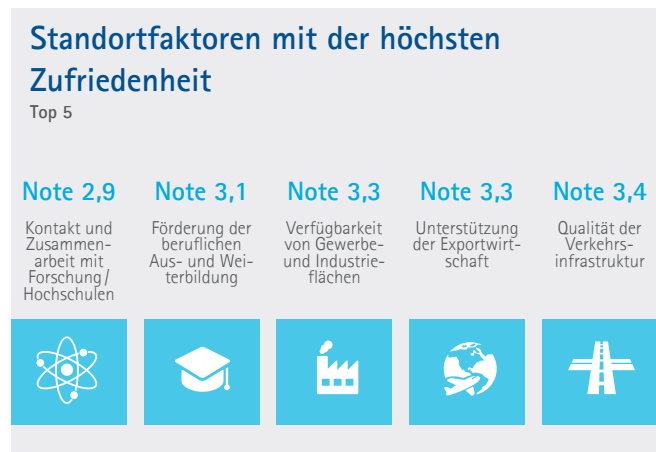 Standortfaktoren mit der höchsten
Zufriedenheit
Top 5
Note 2,9
Kontakt und
Zusammen-
arbeit mit
Forschung/
Hochschulen
Note 3,1
Förderung der
beruflichen
Aus- und Wei-
terbildung
Note 3,3
Verfügbarkeit
von Gewerbe-
und Industrie-
flächen
Note 3,3
Unterstützung
der Exportwirt-
schaft
Note 3,4
Qualität der
Verkehrs-
infrastruktur